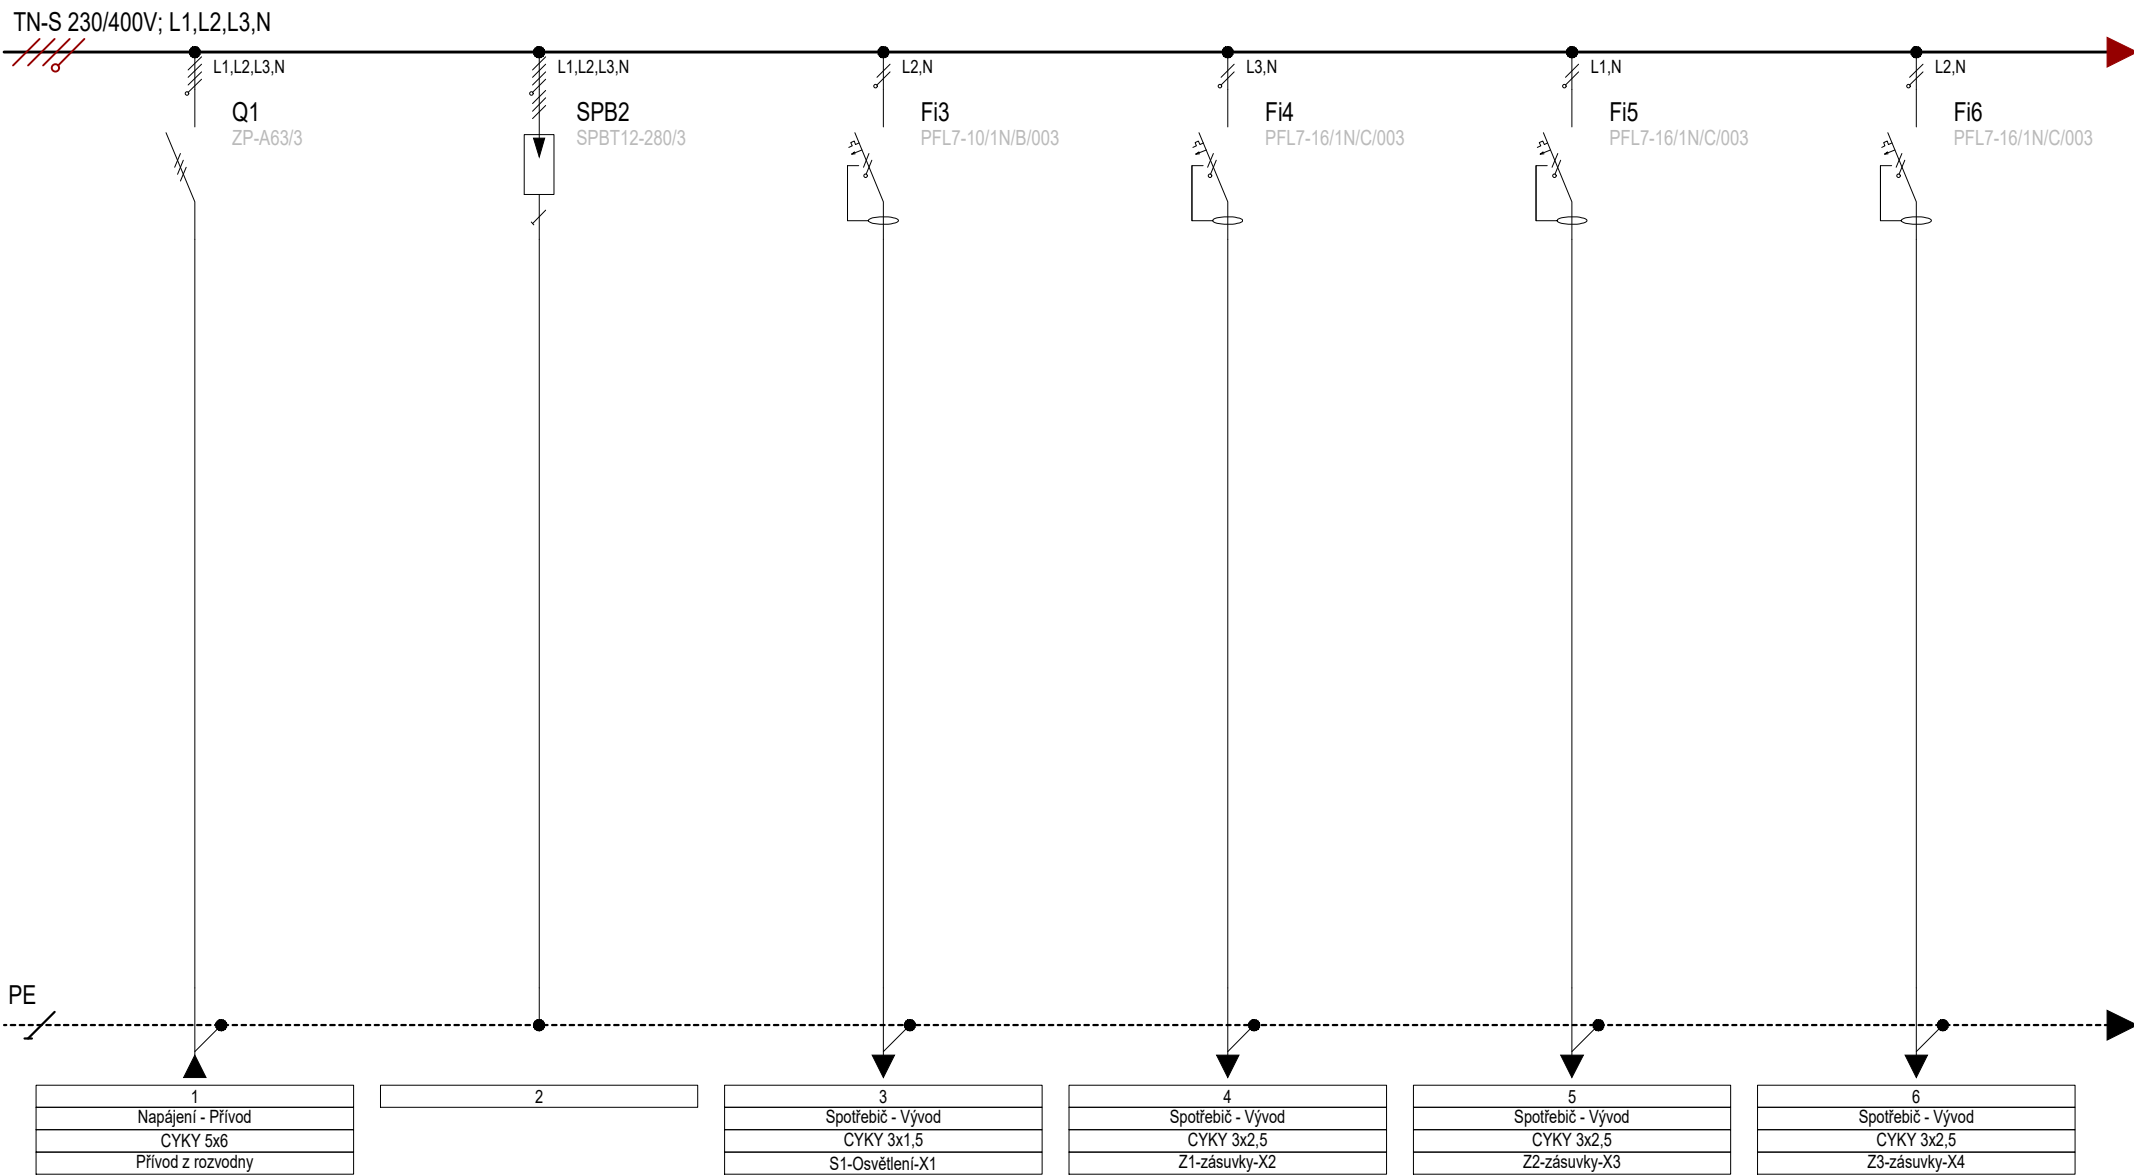 TN-S 230/400V; L1,L2,L3,N
L1,L2,L3,N
Q1
ZP-A63/3
L1,L2,L3,N
SPB2
SPBT12-280/3
L2,N
Fi3
PFL7-10/1N/B/003
L3,N
Fi4
PFL7-16/1N/C/003
L1,N
Fi5
PFL7-16/1N/C/003
L2,N
Fi6
PFL7-16/1N/C/003
PE
1
Napájení - Přívod
CYKY 5x6
Přívod z rozvodny
2
3
Spotřebič - Vývod
CYKY 3x1,5
S1-Osvětlení-X1
4
Spotřebič - Vývod
CYKY 3x2,5
Z1-zásuvky-X2
5
Spotřebič - Vývod
CYKY 3x2,5
Z2-zásuvky-X3
6
Spotřebič - Vývod
CYKY 3x2,5
Z3-zásuvky-X4